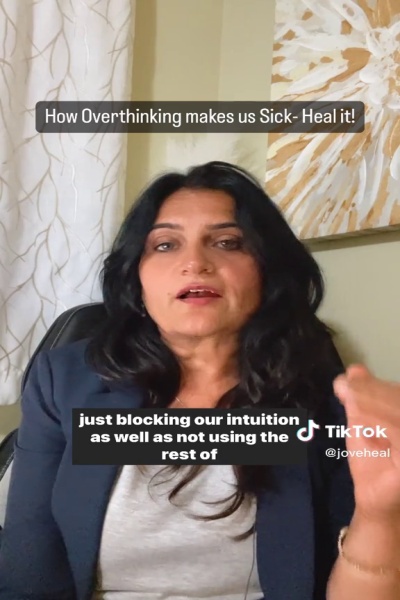 How Overthinking makes us Sick- Heal it!
just blocking our intuition
as well as not using the
rest of
TikTok
@joveheal